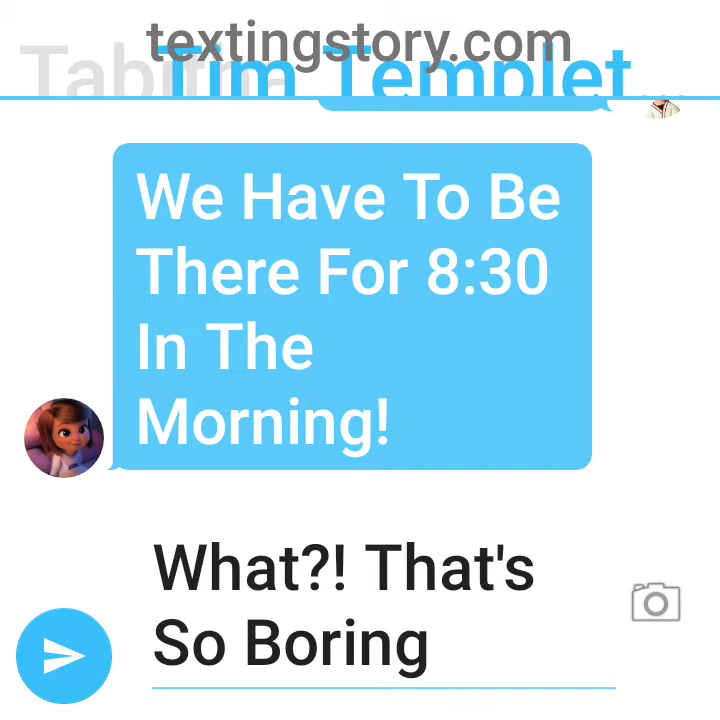 textingstory.com
Tabitha Tim Templet...
We Have To Be
There For 8:30
In The
Morning!
What?! That's
So Boring